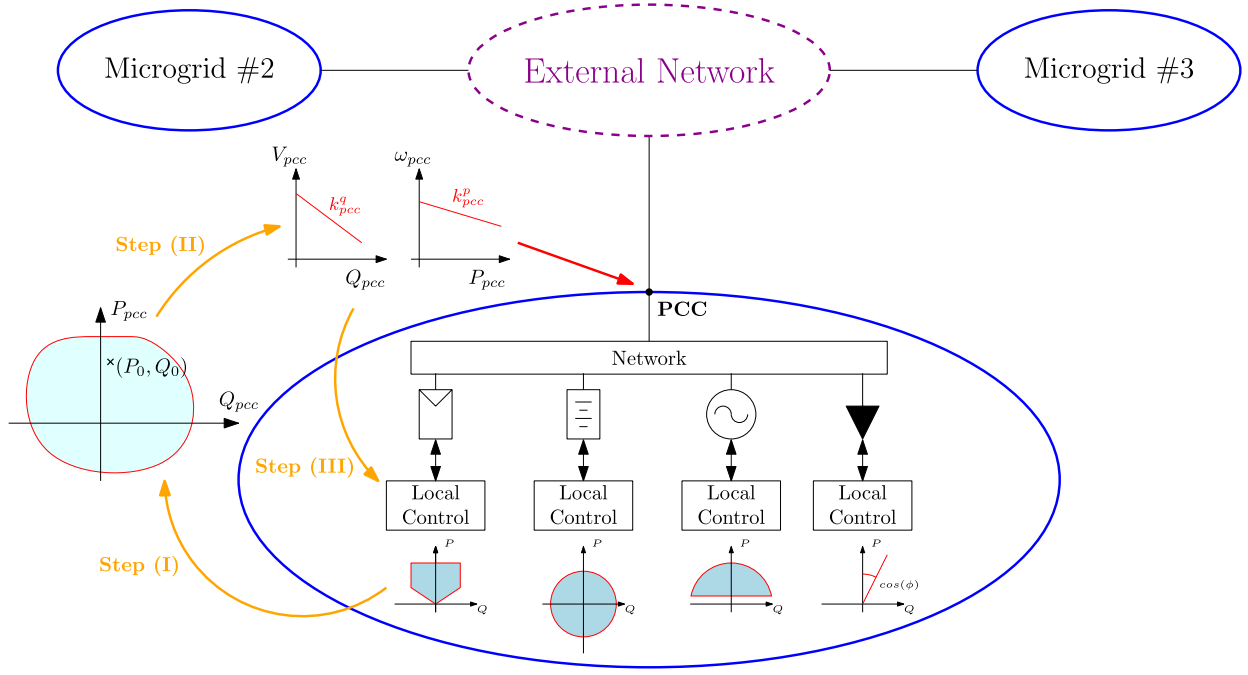 Microgrid #2
External Network
Microgrid #3
V_pcc
ω_pcc
k^q_pcc
k^p_pcc
Step (II)
Q_pcc
P_pcc
P_pcc
PCC
Network
(P_0, Q_0)
Q_pcc
Step (III)
Local
Control
Local
Control
Local
Control
Local
Control
P
P
P
P
Step (I)
cos(ϕ)
Q
Q
Q
Q